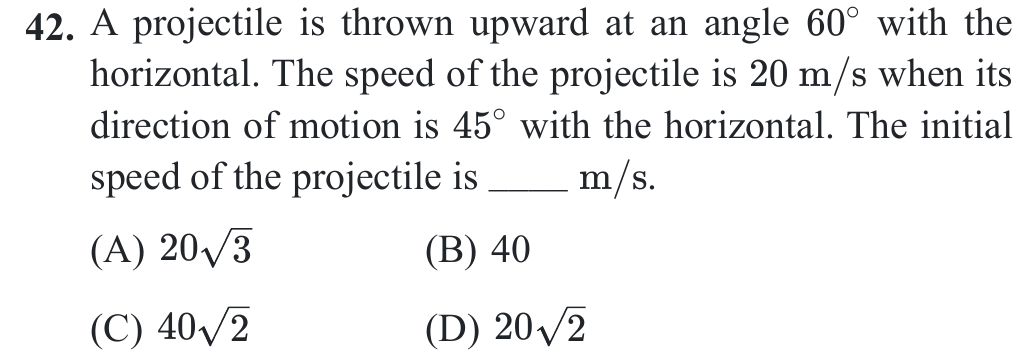 42. A projectile is thrown upward at an angle 60° with the
horizontal. The speed of the projectile is 20 m/s when its
direction of motion is 45° with the horizontal. The initial
speed of the projectile is ____ m/s.
(A) 20√3 (B) 40
(C) 40√2 (D) 20√2